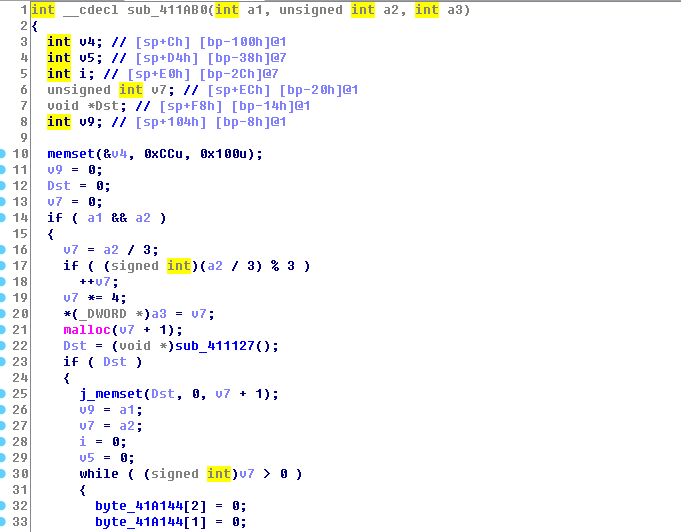 1 int __cdecl sub_411AB0(int a1, unsigned int a2, int a3)
2 {
3 int v4; // [sp+Ch] [bp-100h]@1
4 int v5; // [sp+D4h] [bp-38h]@7
5 int i; // [sp+E0h] [bp-2Ch]@7
6 unsigned int v7; // [sp+ECh] [bp-20h]@1
7 void *Dst; // [sp+F8h] [bp-14h]@1
8 int v9; // [sp+104h] [bp-8h]@1
9
10 memset(&v4, 0xCCu, 0x100u);
11 v9 = 0;
12 Dst = 0;
13 v7 = 0;
14 if ( a1 && a2 )
15 {
16 v7 = a2 / 3;
17 if ( (signed int)(a2 / 3) % 3 )
18 ++v7;
19 v7 *= 4;
20 *(_DWORD *)a3 = v7;
21 malloc(v7 + 1);
22 Dst = (void *)sub_411127();
23 if ( Dst )
24 {
25 j_memset(Dst, 0, v7 + 1);
26 v9 = a1;
27 v7 = a2;
28 i = 0;
29 v5 = 0;
30 while ( (signed int)v7 > 0 )
31 {
32 byte_41A144[2] = 0;
33 byte_41A144[1] = 0;